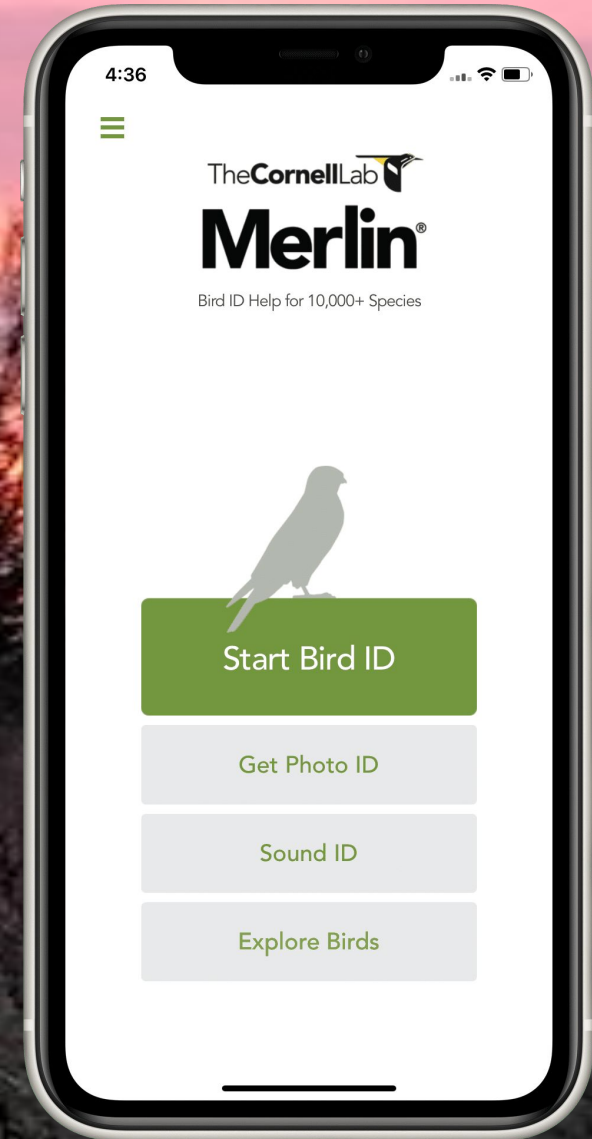 4:36
TheCornellLab
Merlin®
Bird ID Help for 10,000+ Species
Start Bird ID
Get Photo ID
Sound ID
Explore Birds